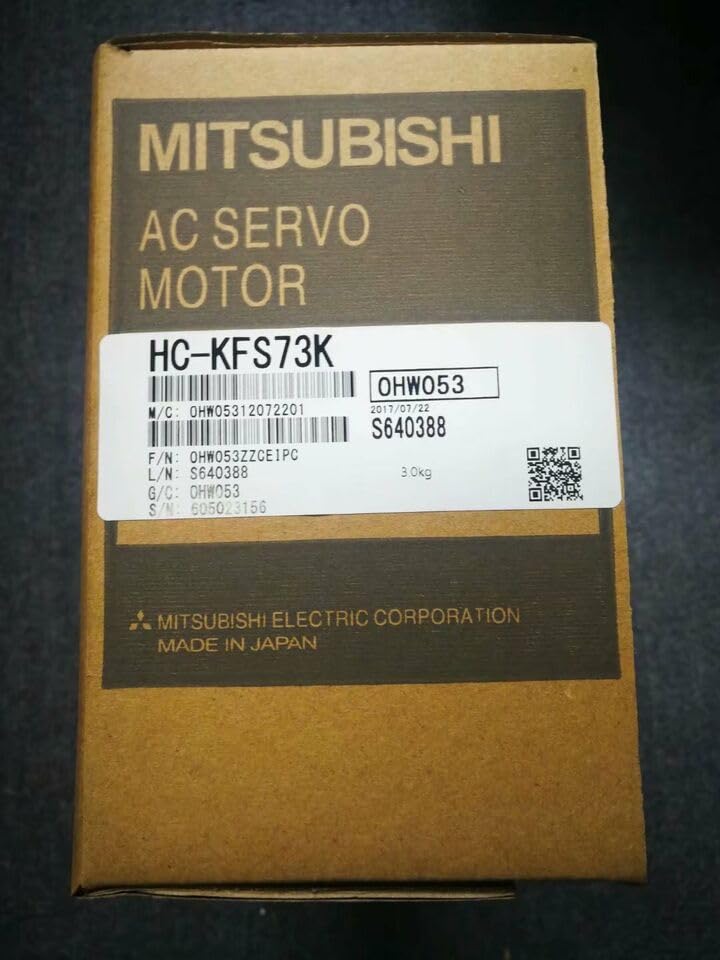 MITSUBISHI
AC SERVO
MOTOR
HC-KFS73K
OHW053
M/C: OHW05312072201
2017/07/22
S640388
F/N: OHW053ZZCEIPC
L/N: S640388
3.0kg
G/C: OHW053
S/N: 605023156
MITSUBISHI ELECTRIC CORPORATION
MADE IN JAPAN